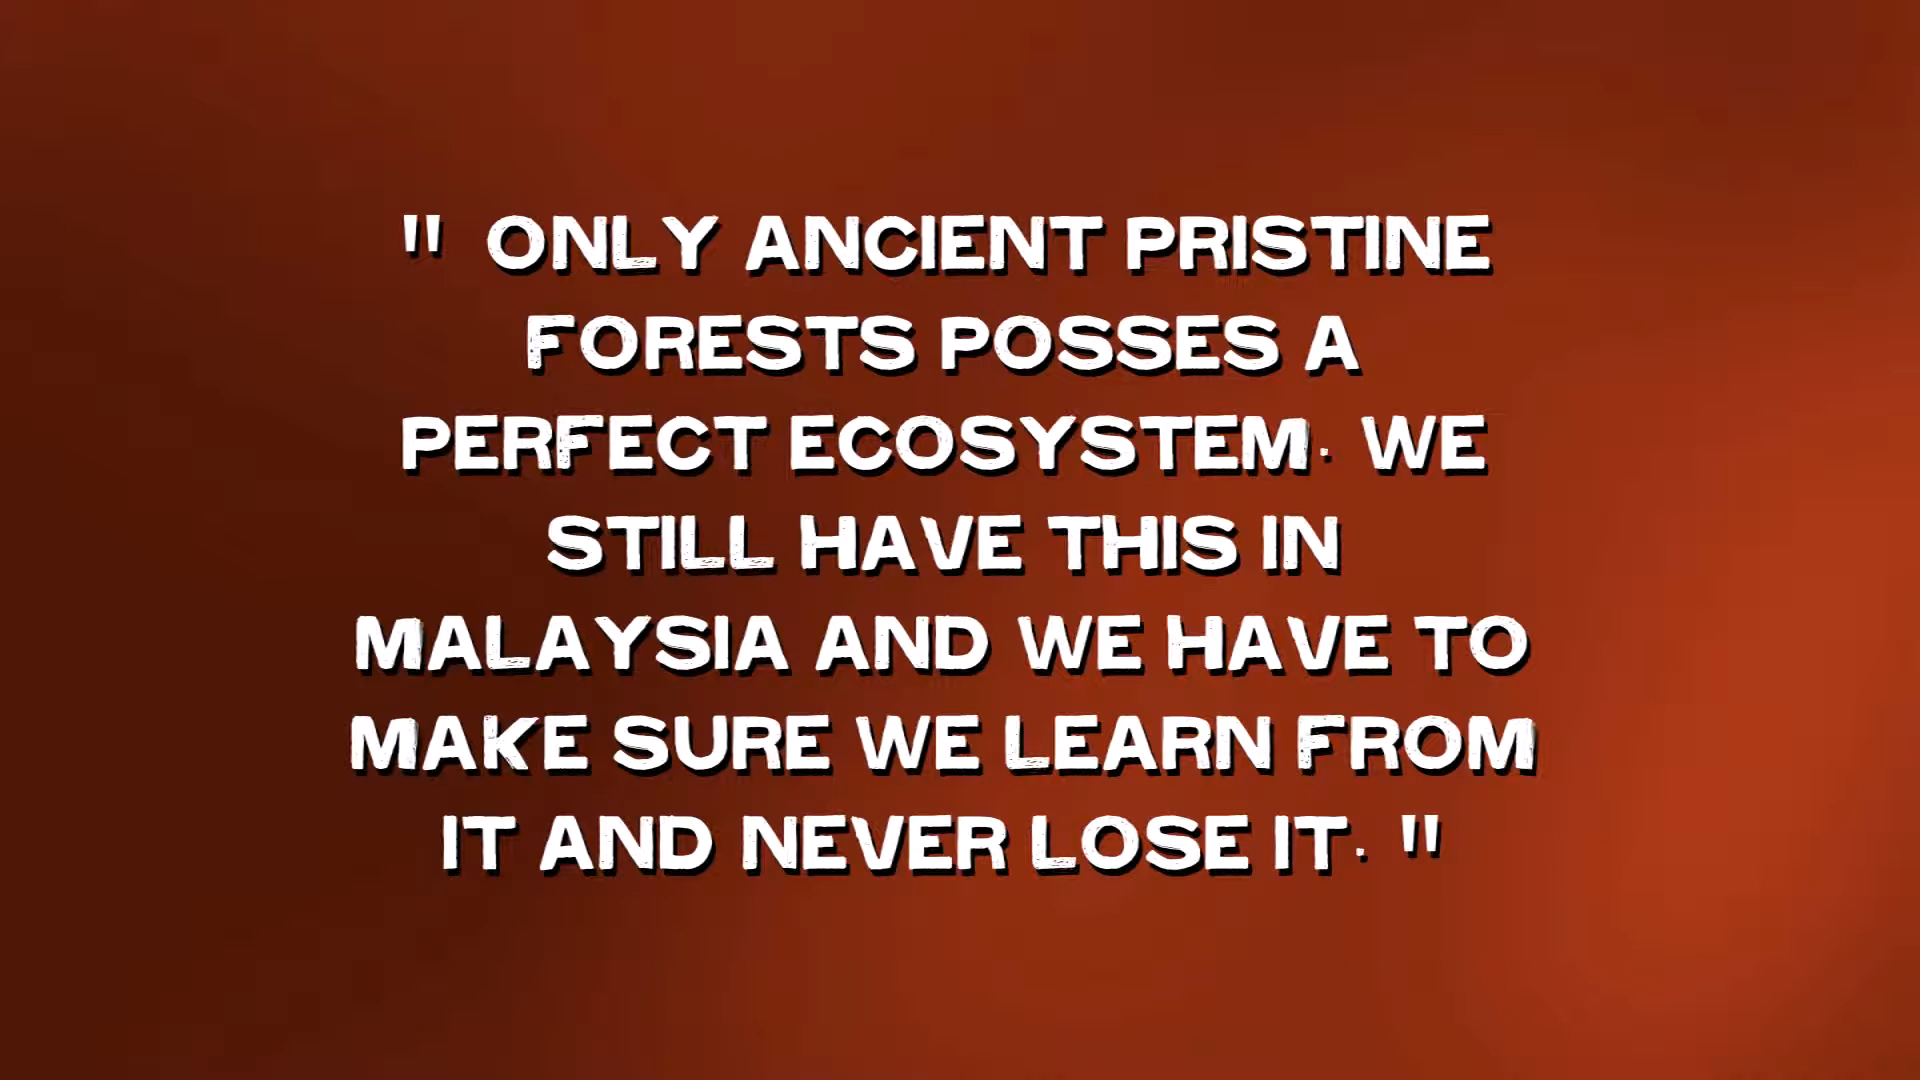 " ONLY ANCIENT PRISTINE
FORESTS POSSES A
PERFECT ECOSYSTEM. WE
STILL HAVE THIS IN
MALAYSIA AND WE HAVE TO
MAKE SURE WE LEARN FROM
IT AND NEVER LOSE IT. "